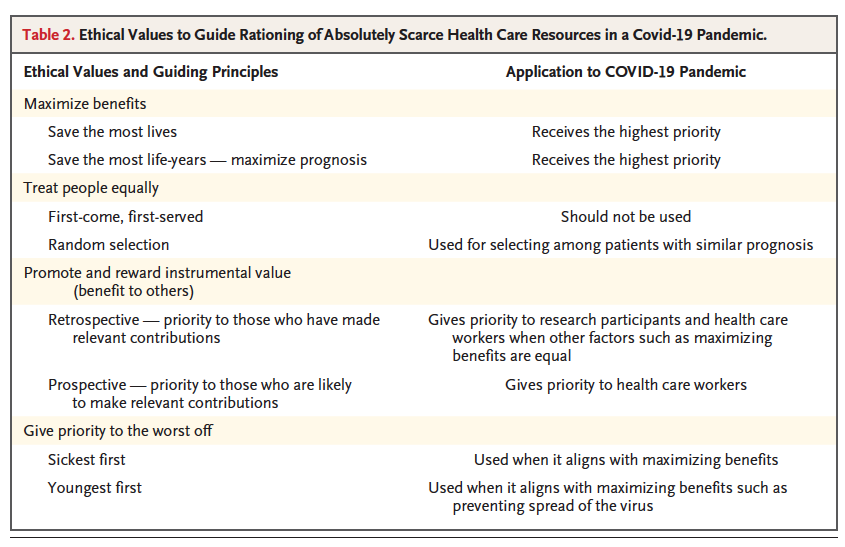 Table 2. Ethical Values to Guide Rationing of Absolutely Scarce Health Care Resources in a Covid-19 Pandemic.
Ethical Values and Guiding Principles Application to COVID-19 Pandemic
Maximize benefits
Save the most lives Receives the highest priority
Save the most life-years — maximize prognosis Receives the highest priority
Treat people equally
First-come, first-served Should not be used
Random selection Used for selecting among patients with similar prognosis
Promote and reward instrumental value
(benefit to others)
Retrospective — priority to those who have made
relevant contributions
Gives priority to research participants and health care
workers when other factors such as maximizing
benefits are equal
Prospective — priority to those who are likely
to make relevant contributions
Gives priority to health care workers
Give priority to the worst off
Sickest first Used when it aligns with maximizing benefits
Youngest first Used when it aligns with maximizing benefits such as
preventing spread of the virus